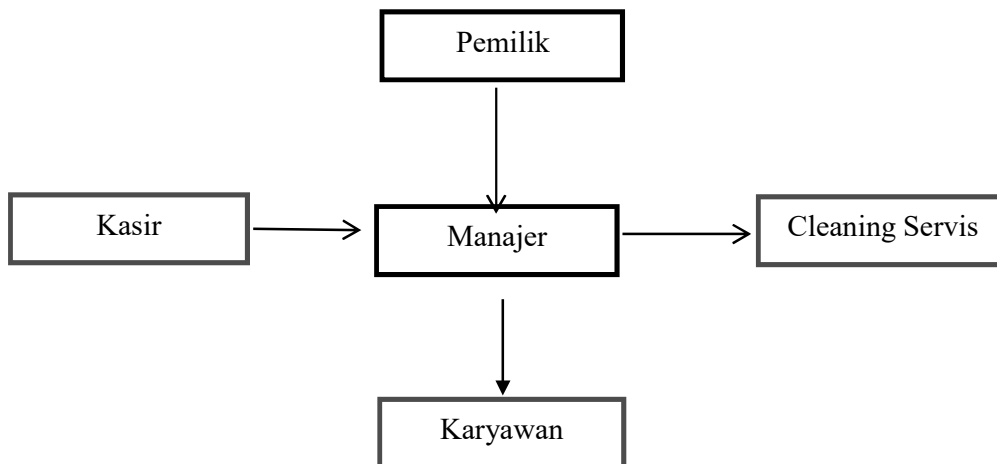 Pemilik
Kasir
Manajer
Cleaning Servis
Karyawan